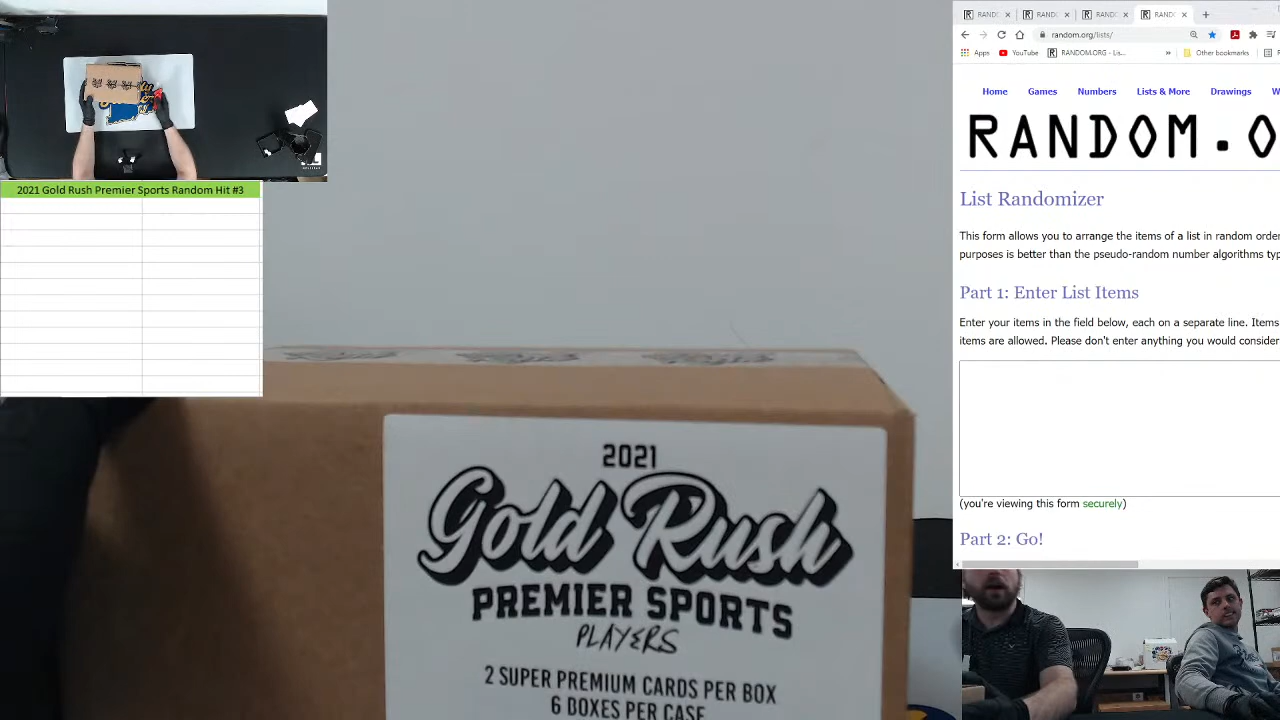 2021 Gold Rush Premier Sports Random Hit #3
2021
Gold Rush
PREMIER SPORTS
PLAYERS
2 SUPER PREMIUM CARDS PER BOX
6 BOXES PER CASE
RANDO
RANDO
RANDO
RANDO
random.org/lists/
Apps
YouTube
RANDOM.ORG - Lis...
»
Other bookmarks
Home
Games
Numbers
Lists & More
Drawings
W
RANDOM.O
List Randomizer
This form allows you to arrange the items of a list in random order
purposes is better than the pseudo-random number algorithms typ
Part 1: Enter List Items
Enter your items in the field below, each on a separate line. Items
items are allowed. Please don't enter anything you would consider
(you're viewing this form securely)
Part 2: Go!